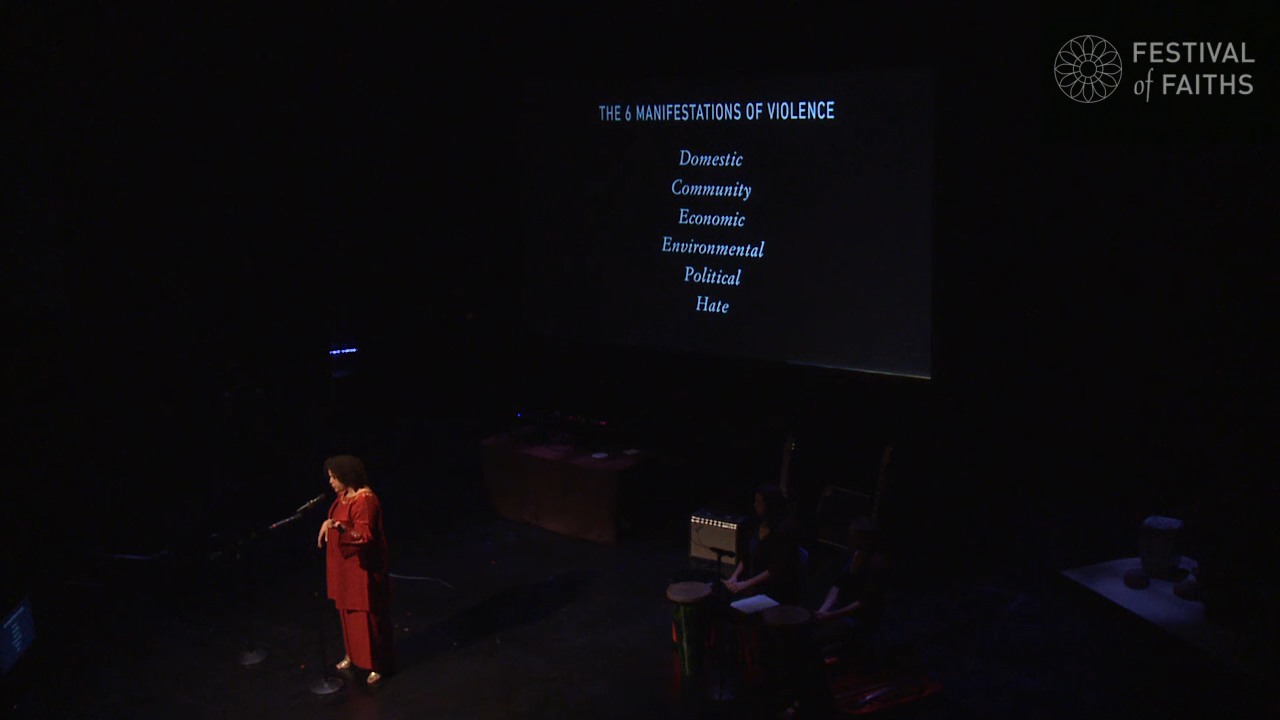 FESTIVAL
of FAITHS
THE 6 MANIFESTATIONS OF VIOLENCE
Domestic
Community
Economic
Environmental
Political
Hate